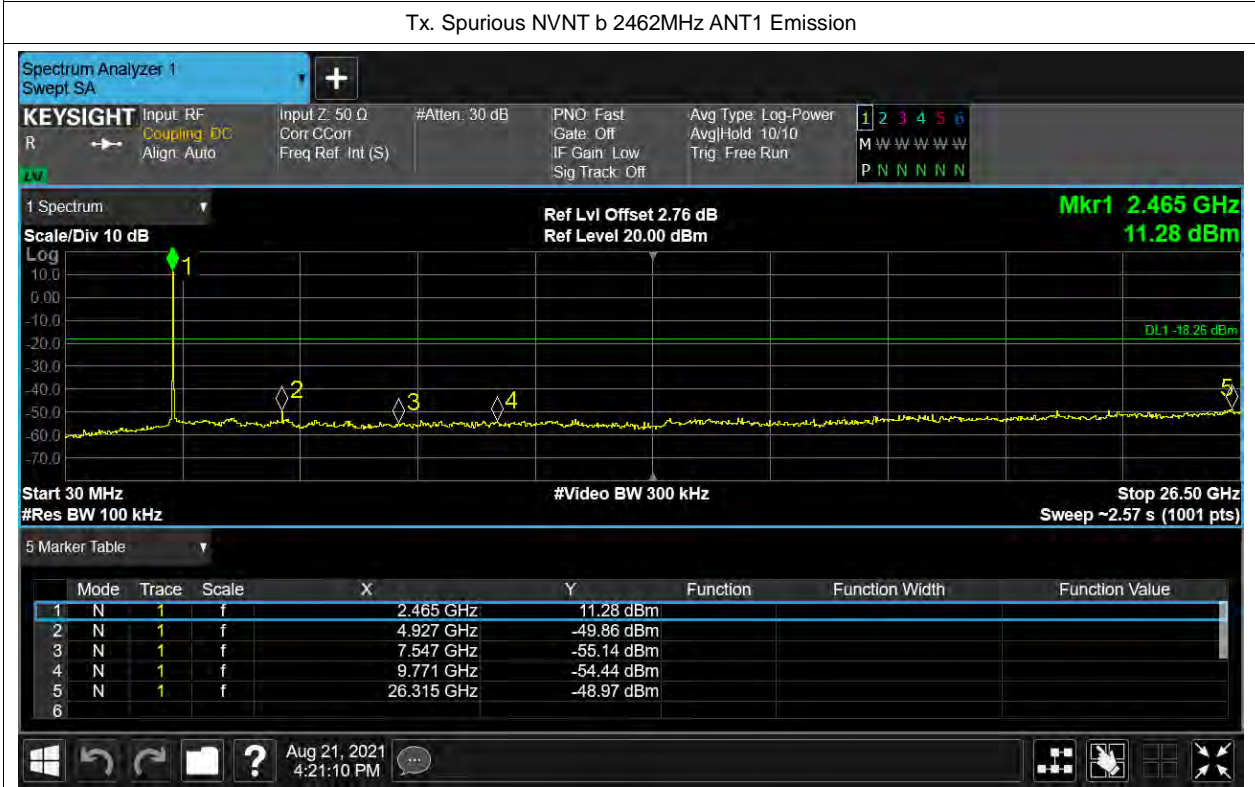 Tx. Spurious NVNT b 2462MHz ANT1 Emission
Spectrum Analyzer 1
Swept SA
+
KEYSIGHT
R
Input: RF
Coupling: DC
Align: Auto
Input Z: 50 Ω
Corr CCorr
Freq Ref: Int (S)
#Atten: 30 dB
PNO: Fast
Gate: Off
IF Gain: Low
Sig Track: Off
Avg Type: Log-Power
Avg|Hold: 10/10
Trig: Free Run
1 2 3 4 5 6
M W W W W W
P N N N N N
1 Spectrum
Scale/Div 10 dB
Ref Lvl Offset 2.76 dB
Ref Level 20.00 dBm
Mkr1 2.465 GHz
11.28 dBm
Log
10.0
0.00
-10.0
-20.0
-30.0
-40.0
-50.0
-60.0
-70.0
DL1 -18.26 dBm
1
2
3
4
5
Start 30 MHz
#Video BW 300 kHz
Stop 26.50 GHz
#Res BW 100 kHz
Sweep ~2.57 s (1001 pts)
5 Marker Table
Mode Trace Scale X Y Function Function Width Function Value
1 N 1 f 2.465 GHz 11.28 dBm
2 N 1 f 4.927 GHz -49.86 dBm
3 N 1 f 7.547 GHz -55.14 dBm
4 N 1 f 9.771 GHz -54.44 dBm
5 N 1 f 26.315 GHz -48.97 dBm
6
?
Aug 21, 2021
4:21:10 PM